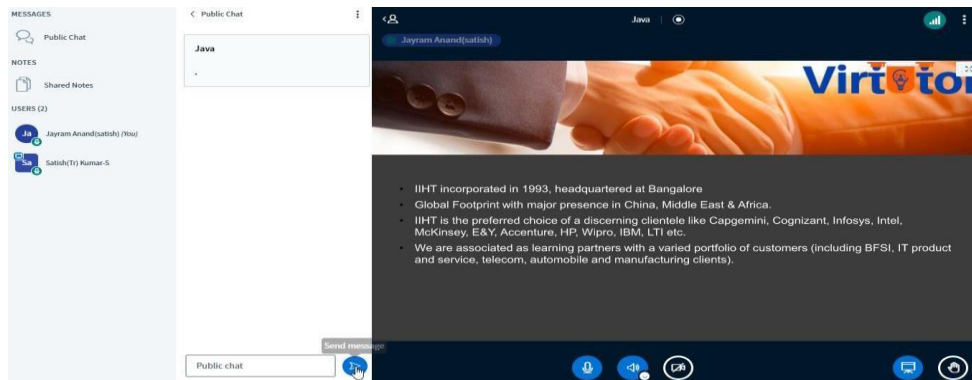 MESSAGES
Public Chat
NOTES
Shared Notes
USERS (2)
Ja
Jayram Anand(satish) (You)
Sa
Satish(Tr) Kumar-S
Public Chat
Java
.
Send message
Public chat
Java
Jayram Anand(satish)
Virtutor
• IIHT incorporated in 1993, headquartered at Bangalore
• Global Footprint with major presence in China, Middle East & Africa.
• IIHT is the preferred choice of a discerning clientele like Capgemini, Cognizant, Infosys, Intel,
McKinsey, E&Y, Accenture, HP, Wipro, IBM, LTI etc.
• We are associated as learning partners with a varied portfolio of customers (including BFSI, IT product
and service, telecom, automobile and manufacturing clients).